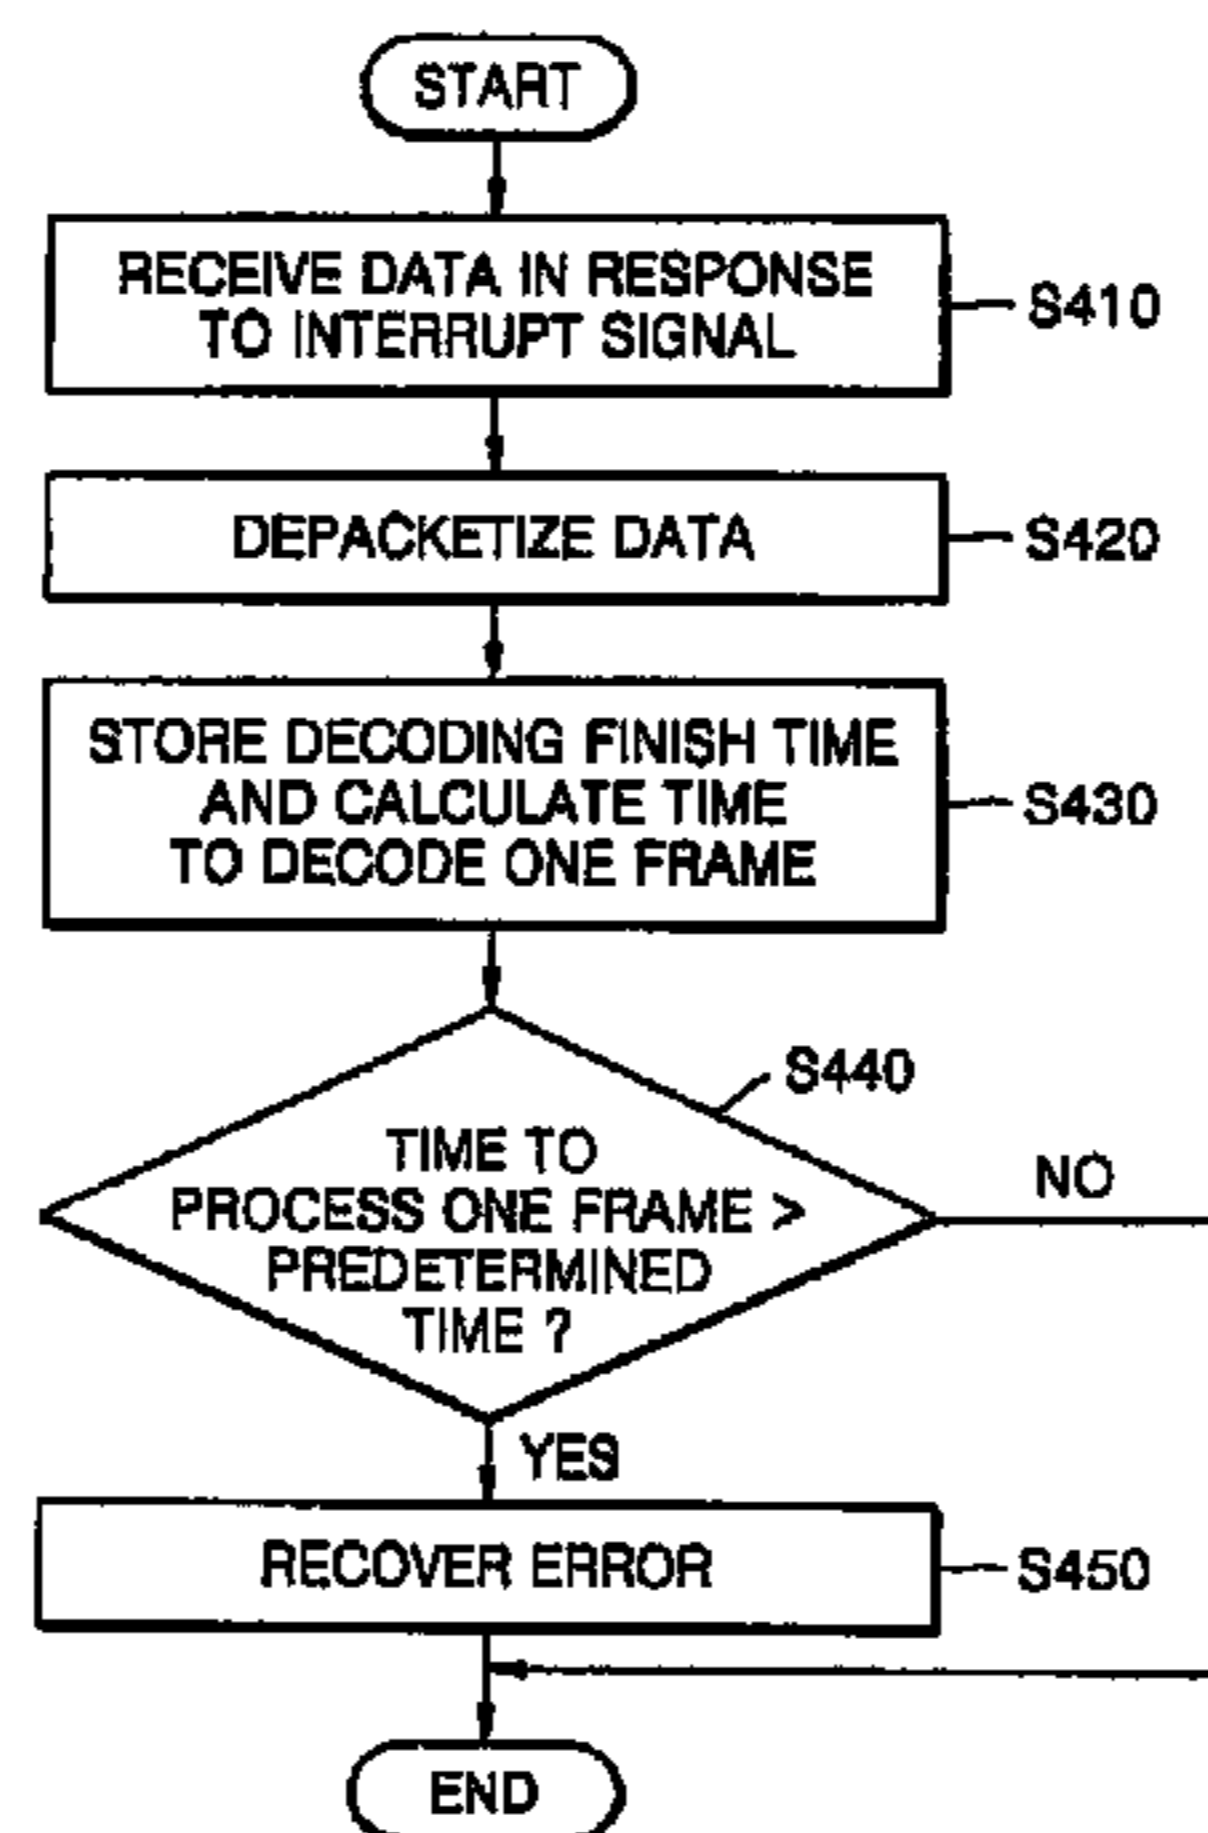 START
RECEIVE DATA IN RESPONSE
TO INTERRUPT SIGNAL
S410
DEPACKETIZE DATA
S420
STORE DECODING FINISH TIME
AND CALCULATE TIME
TO DECODE ONE FRAME
S430
S440
TIME TO
PROCESS ONE FRAME >
PREDETERMINED
TIME ?
NO
YES
RECOVER ERROR
S450
END